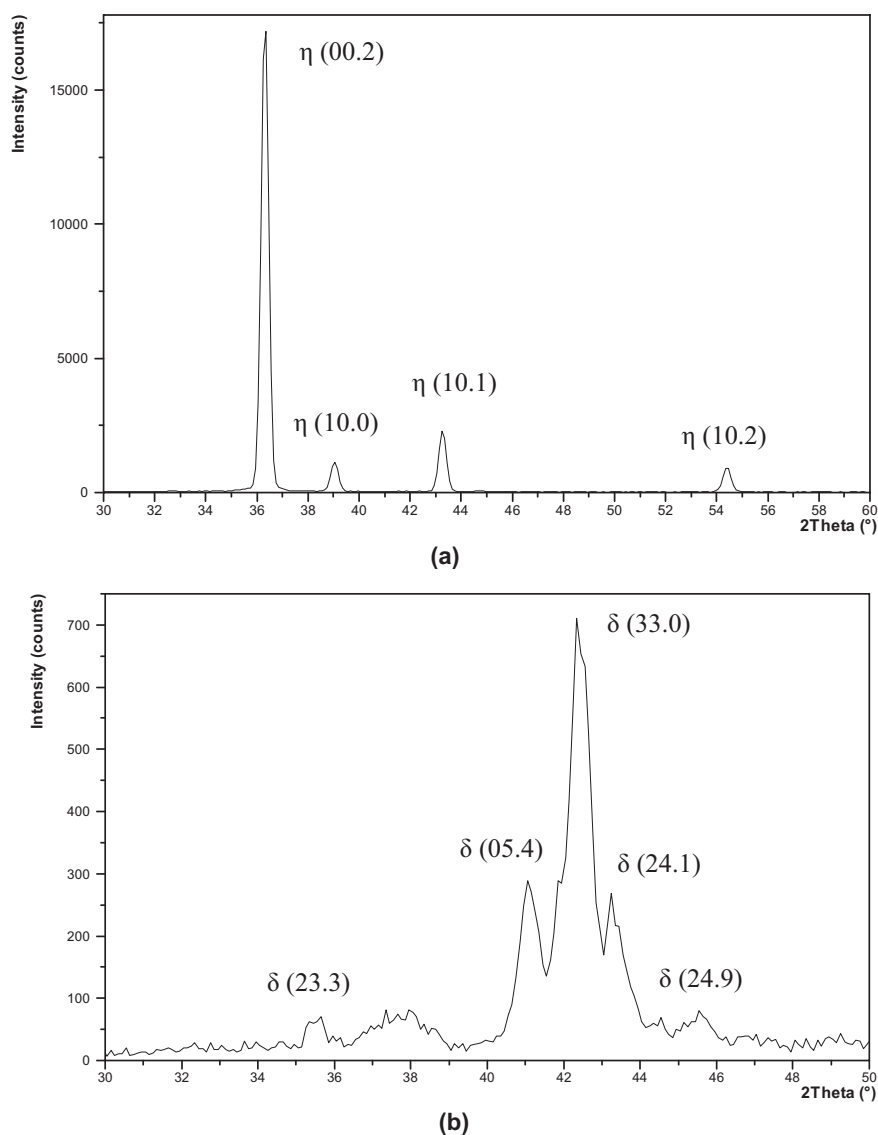 Intensity (counts)
η (00.2)
15000
10000
5000
η (10.1)
η (10.0)
η (10.2)
0
30 32 34 36 38 40 42 44 46 48 50 52 54 56 58 60
2Theta (°)
(a)
Intensity (counts)
700
δ (33.0)
600
500
400
δ (05.4)
δ (24.1)
300
200
δ (23.3)
δ (24.9)
100
0
30 32 34 36 38 40 42 44 46 48 50
2Theta (°)
(b)